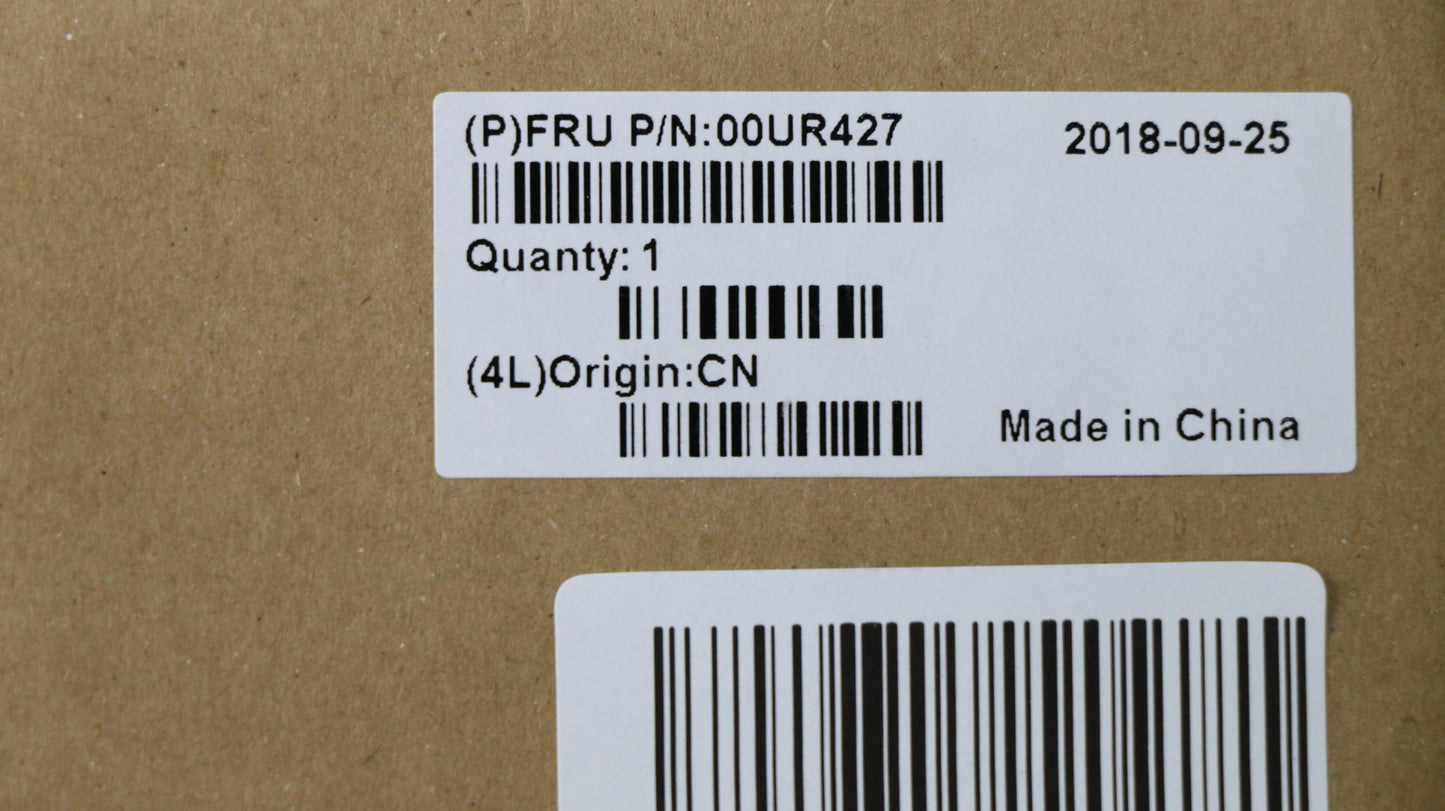 (P)FRU P/N:00UR427
2018-09-25
Quanty: 1
(4L)Origin:CN
Made in China